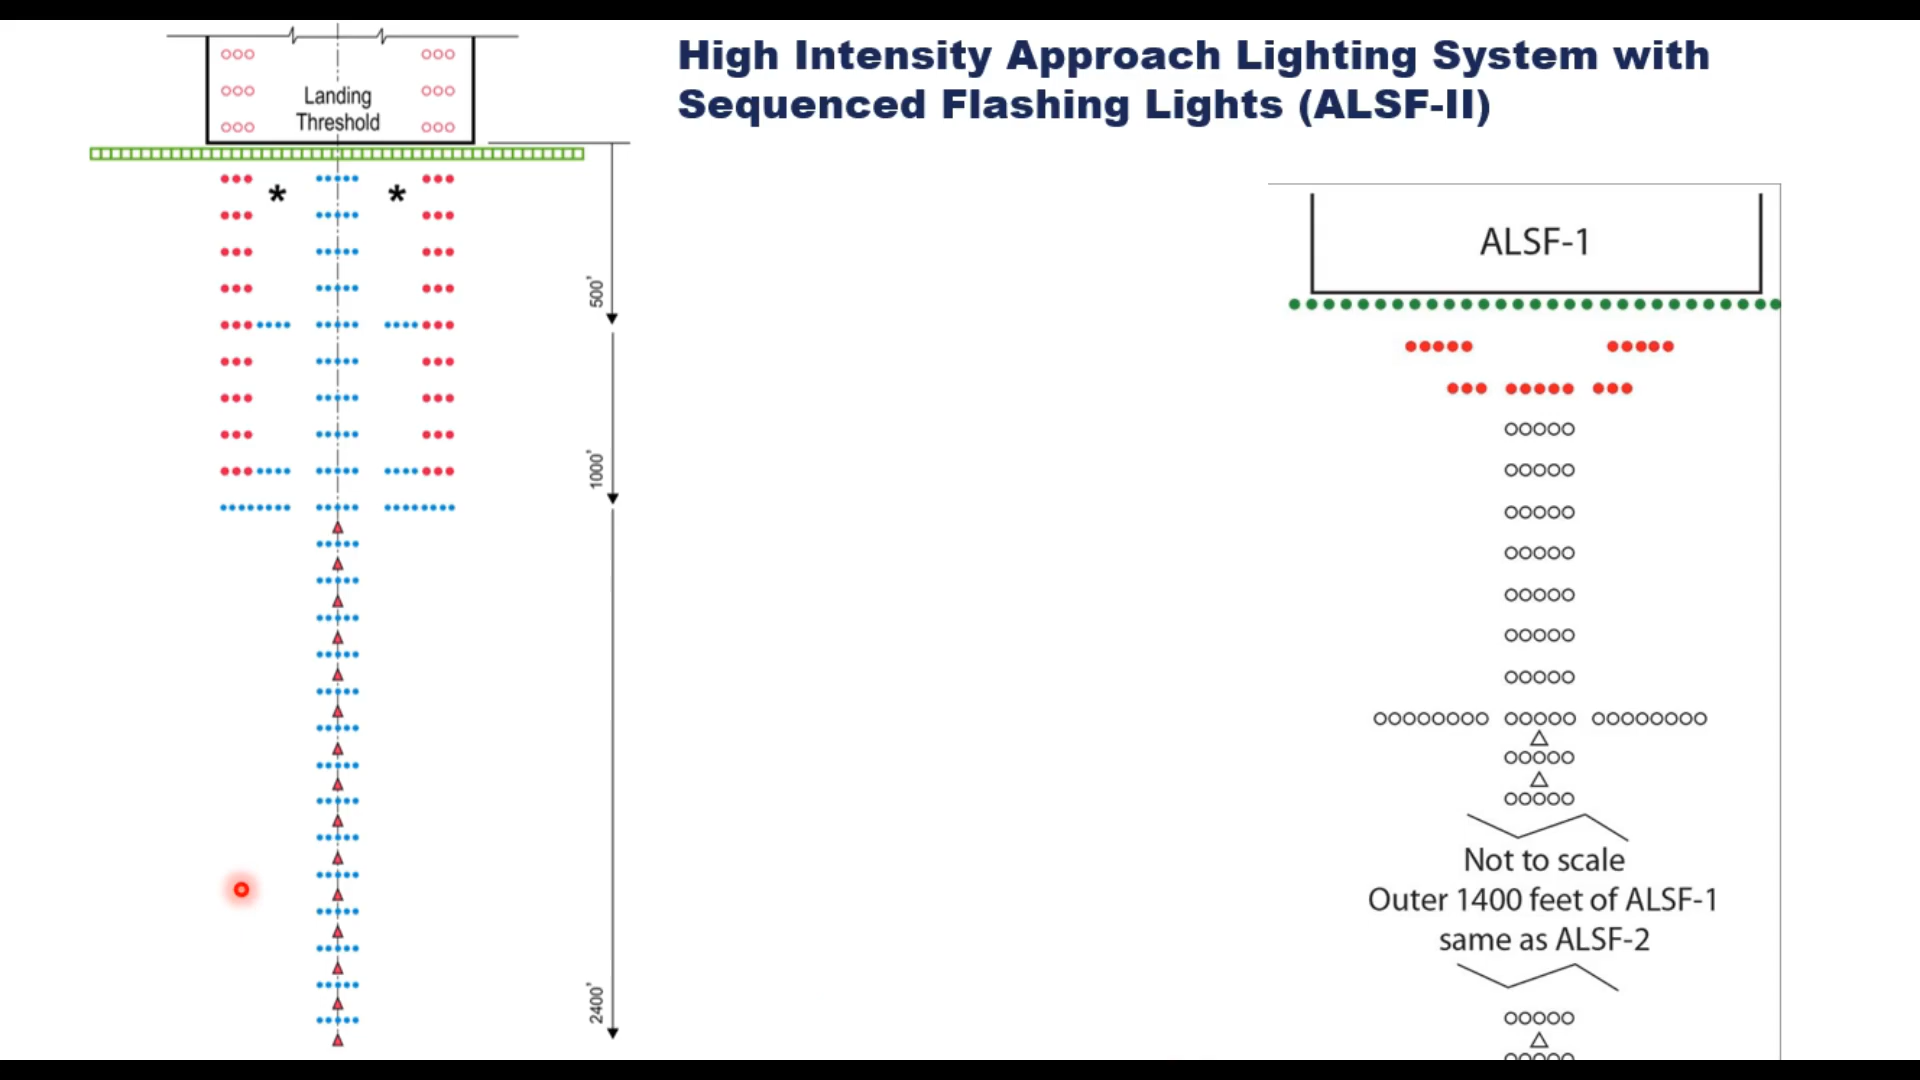 High Intensity Approach Lighting System with
Sequenced Flashing Lights (ALSF-II)
Landing
Threshold
* *
500'
1000'
2400'
ALSF-1
Not to scale
Outer 1400 feet of ALSF-1
same as ALSF-2